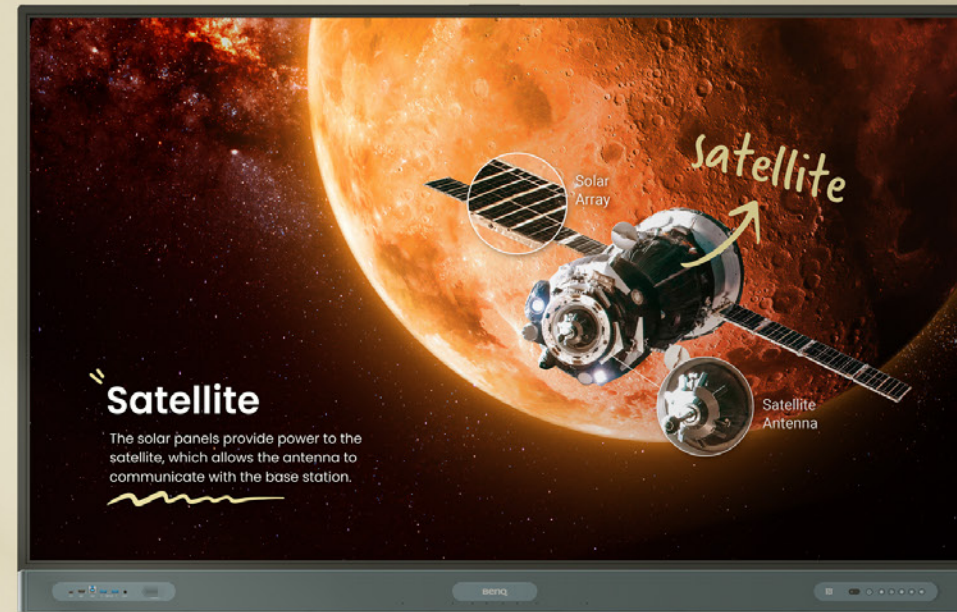 satellite
Solar
Array
Satellite
Antenna
Satellite
The solar panels provide power to the
satellite, which allows the antenna to
communicate with the base station.
BenQ